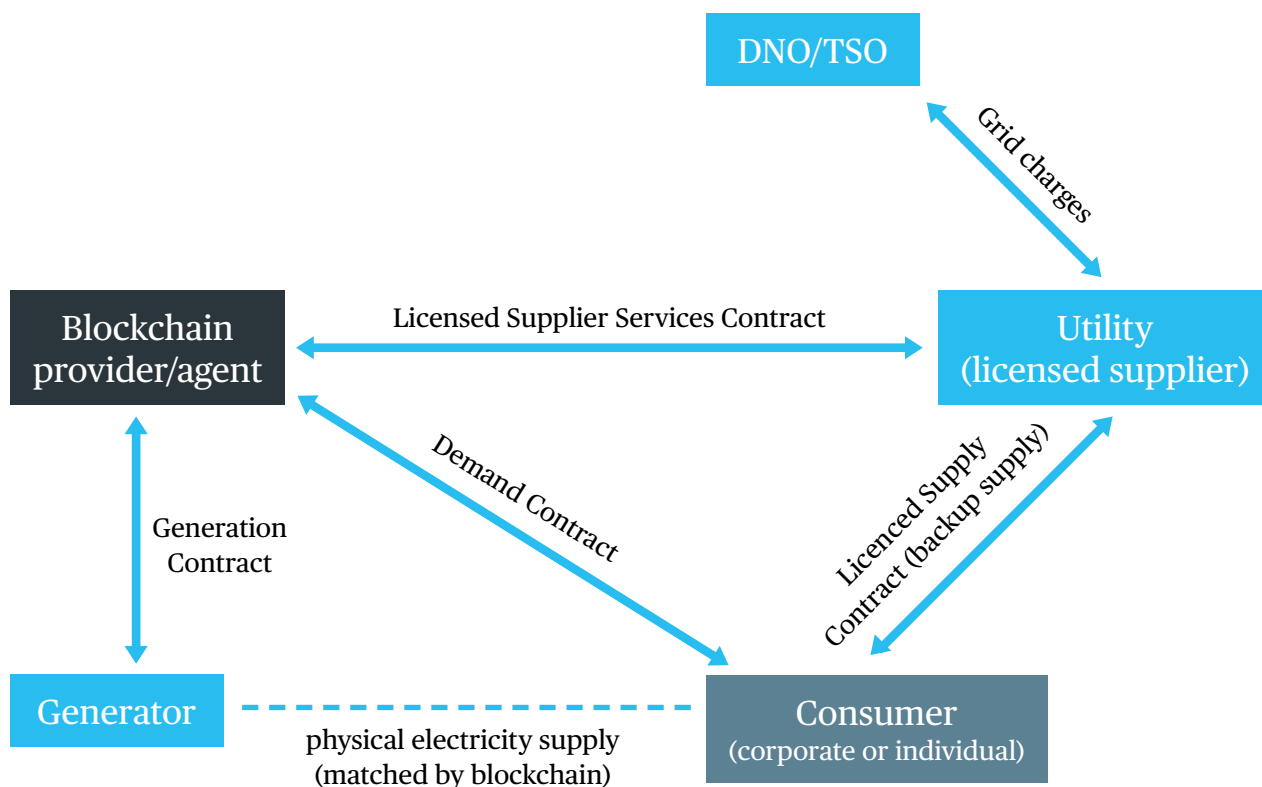 DNO/TSO
Grid charges
Blockchain
provider/agent
Licensed Supplier Services Contract
Utility
(licensed supplier)
Generation
Contract
Demand Contract
Licenced Supply
Contract (backup supply)
Generator
physical electricity supply
(matched by blockchain)
Consumer
(corporate or individual)